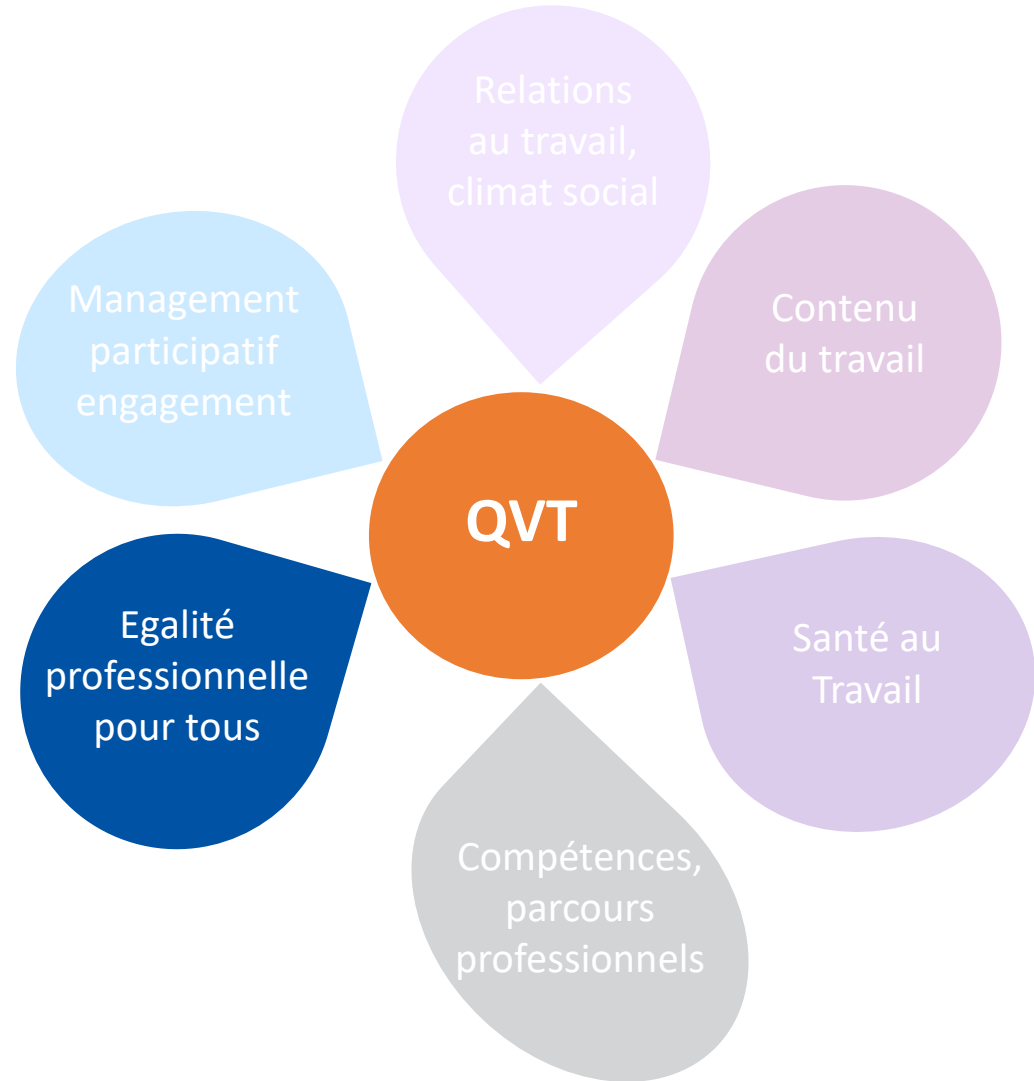 Relations
au travail,
climat social
Contenu
du travail
Santé au
Travail
Compétences,
parcours
professionnels
Egalité
professionnelle
pour tous
Management
participatif
engagement
QVT